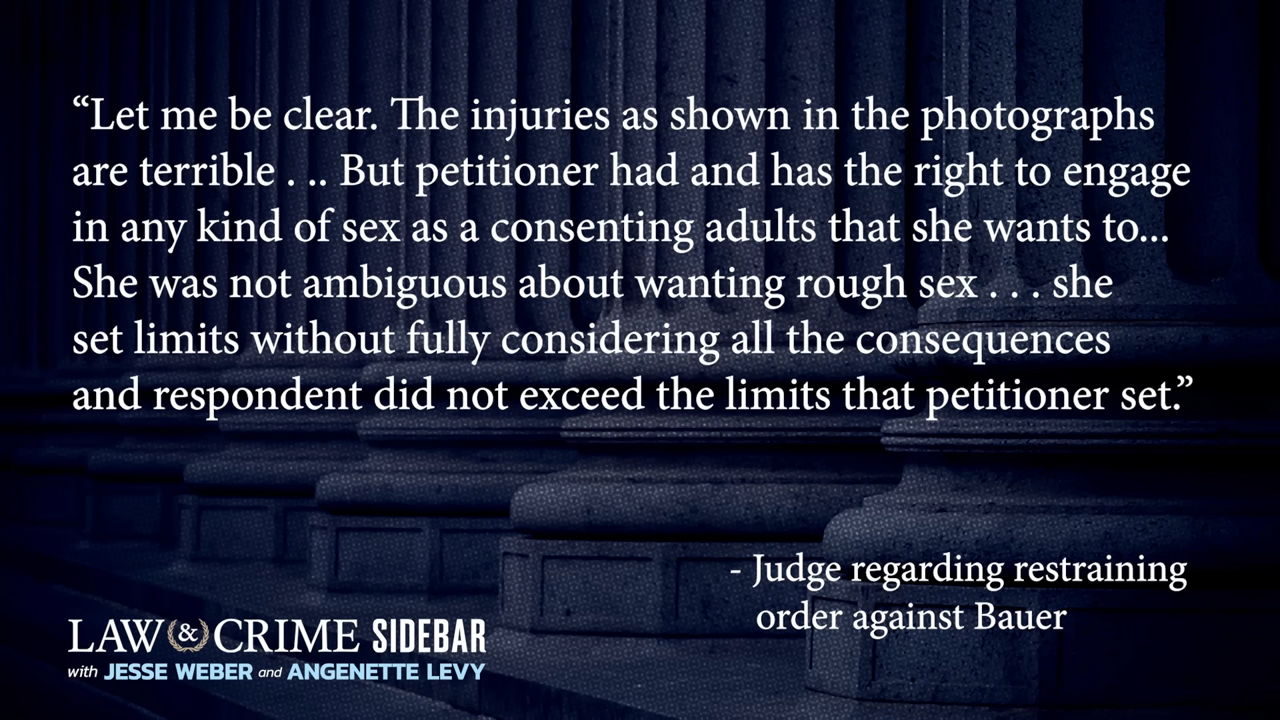 “Let me be clear. The injuries as shown in the photographs
are terrible . .. But petitioner had and has the right to engage
in any kind of sex as a consenting adults that she wants to...
She was not ambiguous about wanting rough sex . . . she
set limits without fully considering all the consequences
and respondent did not exceed the limits that petitioner set.”
- Judge regarding restraining
order against Bauer
LAW & CRIME SIDEBAR
with JESSE WEBER and ANGENETTE LEVY